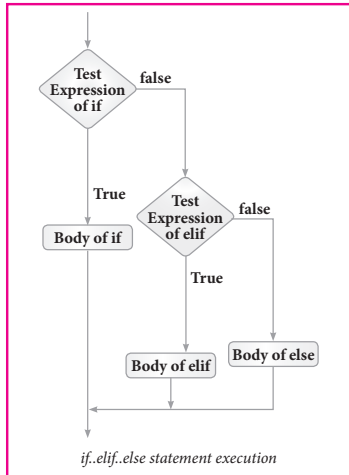 Test
Expression
of if
false
True
Body of if
Test
Expression
of elif
false
True
Body of elif
Body of else
if..elif..else statement execution